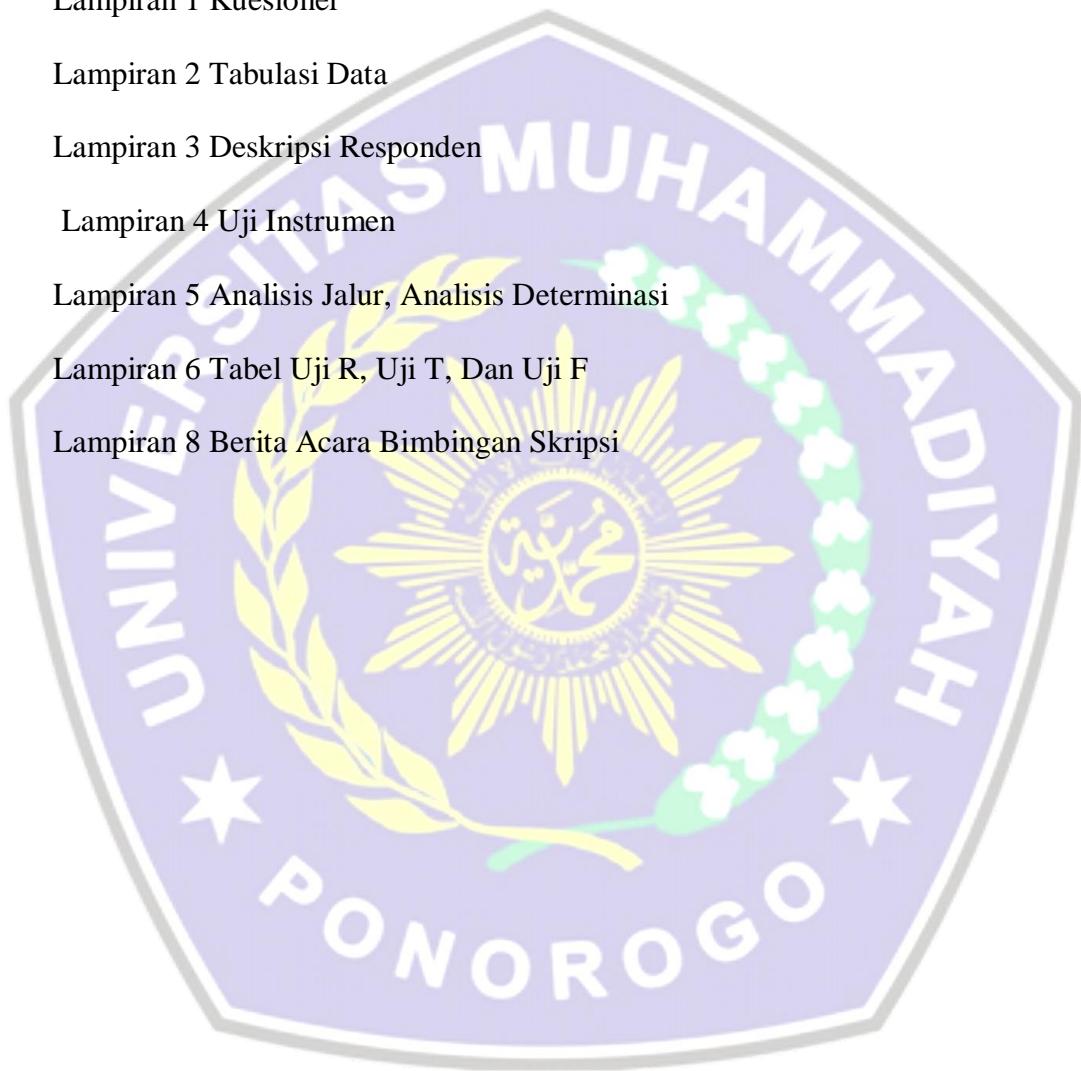 Lampiran 1 Kuesioner
Lampiran 2 Tabulasi Data
Lampiran 3 Deskripsi Responden
Lampiran 4 Uji Instrumen
Lampiran 5 Analisis Jalur, Analisis Determinasi
Lampiran 6 Tabel Uji R, Uji T, Dan Uji F
Lampiran 8 Berita Acara Bimbingan Skripsi
UNIVERSITAS MUHAMMADIYAH
PONOROGO
محمدية